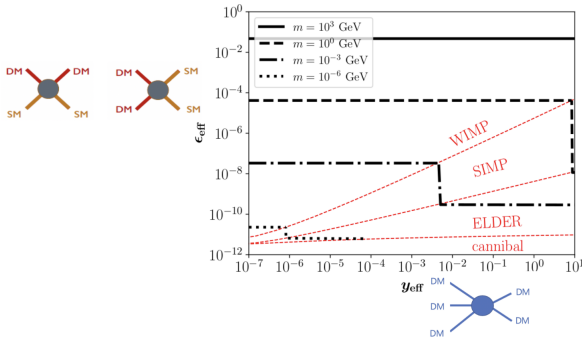 DM DM
SM SM
DM SM
DM SM
ϵ_eff
10^0
10^-2
10^-4
10^-6
10^-8
10^-10
10^-12
m = 10^3 GeV
m = 10^0 GeV
m = 10^-3 GeV
m = 10^-6 GeV
WIMP
SIMP
ELDER
cannibal
10^-7 10^-6 10^-5 10^-4 10^-3 10^-2 10^-1 10^0 10^1
y_eff
DM
DM
DM
DM
DM